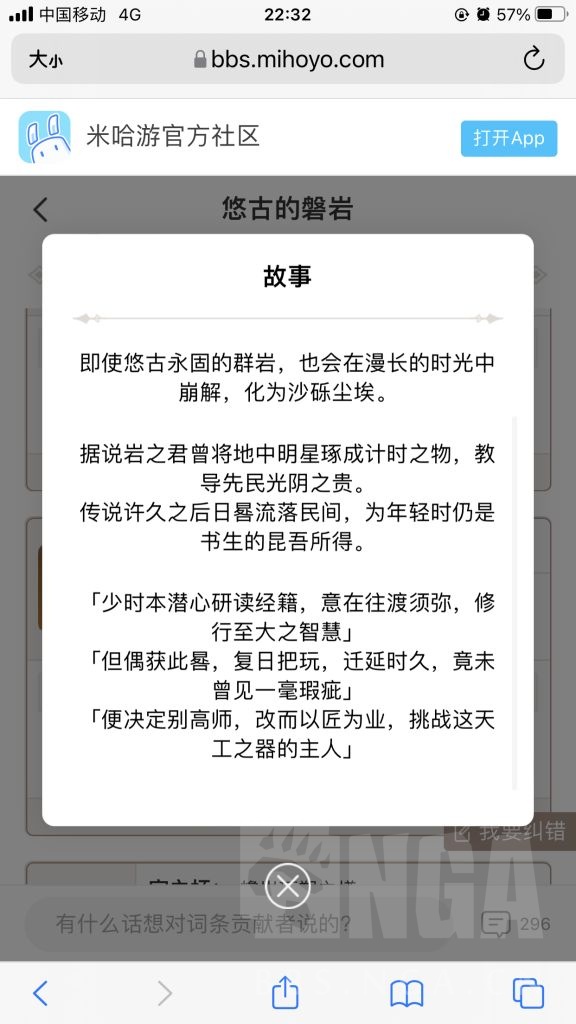 中国移动 4G 22:32 57%
大小 bbs.mihoyo.com
米哈游官方社区 打开App
悠古的磐岩
故事
即使悠古永固的群岩，也会在漫长的时光中
崩解，化为沙砾尘埃。
据说岩之君曾将地中明星琢成计时之物，教
导先民光阴之贵。
传说许久之后日晷流落民间，为年轻时仍是
书生的昆吾所得。
「少时本潜心研读经籍，意在往渡须弥，修
行至大之智慧」
「但偶获此晷，复日把玩，迁延时久，竟未
曾见一毫瑕疵」
「便决定别高师，改而以匠为业，挑战这天
工之器的主人」
我要纠错
有什么话想对词条贡献者说的? 296
NGA